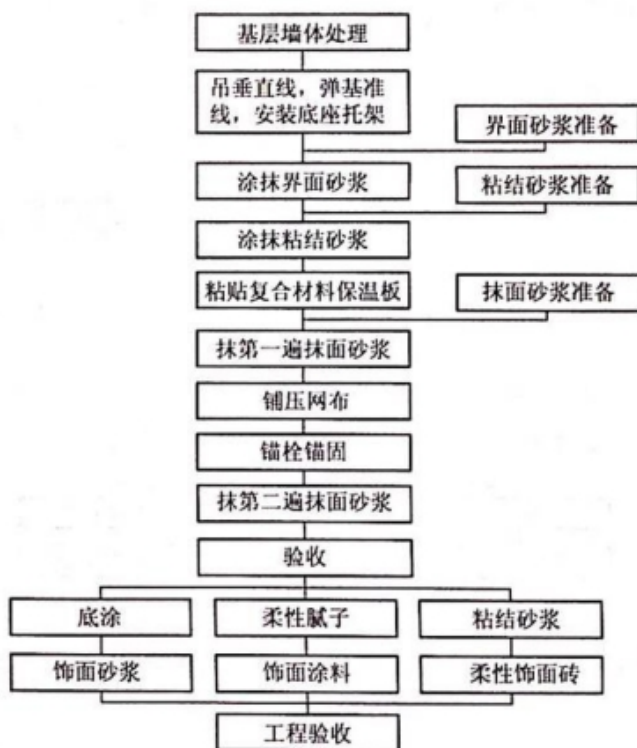 基层墙体处理
吊垂直线，弹基准
线，安装底座托架
界面砂浆准备
涂抹界面砂浆
粘结砂浆准备
涂抹粘结砂浆
粘贴复合材料保温板
抹面砂浆准备
抹第一遍抹面砂浆
铺压网布
锚栓锚固
抹第二遍抹面砂浆
验收
底涂
柔性腻子
粘结砂浆
饰面砂浆
饰面涂料
柔性饰面砖
工程验收